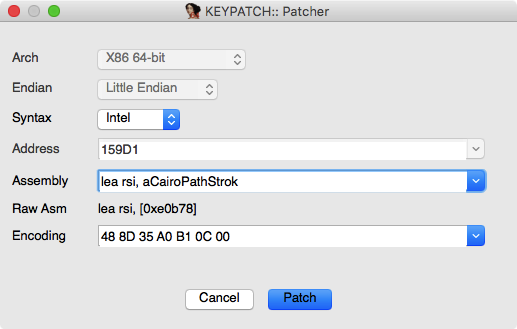 KEYPATCH:: Patcher
Arch X86 64-bit
Endian Little Endian
Syntax Intel
Address 159D1
Assembly lea rsi, aCairoPathStrok
Raw Asm lea rsi, [0xe0b78]
Encoding 48 8D 35 A0 B1 0C 00
Cancel Patch